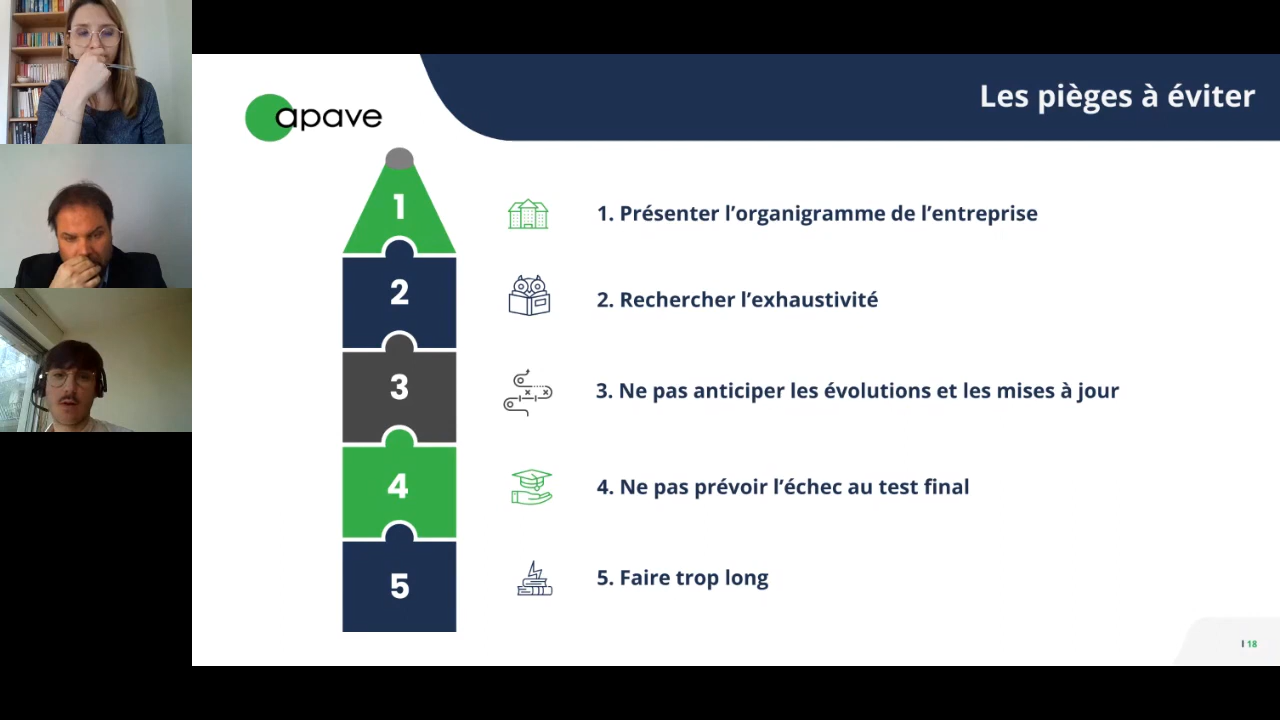 Les pièges à éviter
apave
1
1. Présenter l’organigramme de l’entreprise
2
2. Rechercher l’exhaustivité
3
3. Ne pas anticiper les évolutions et les mises à jour
4
4. Ne pas prévoir l’échec au test final
5
5. Faire trop long
I 18